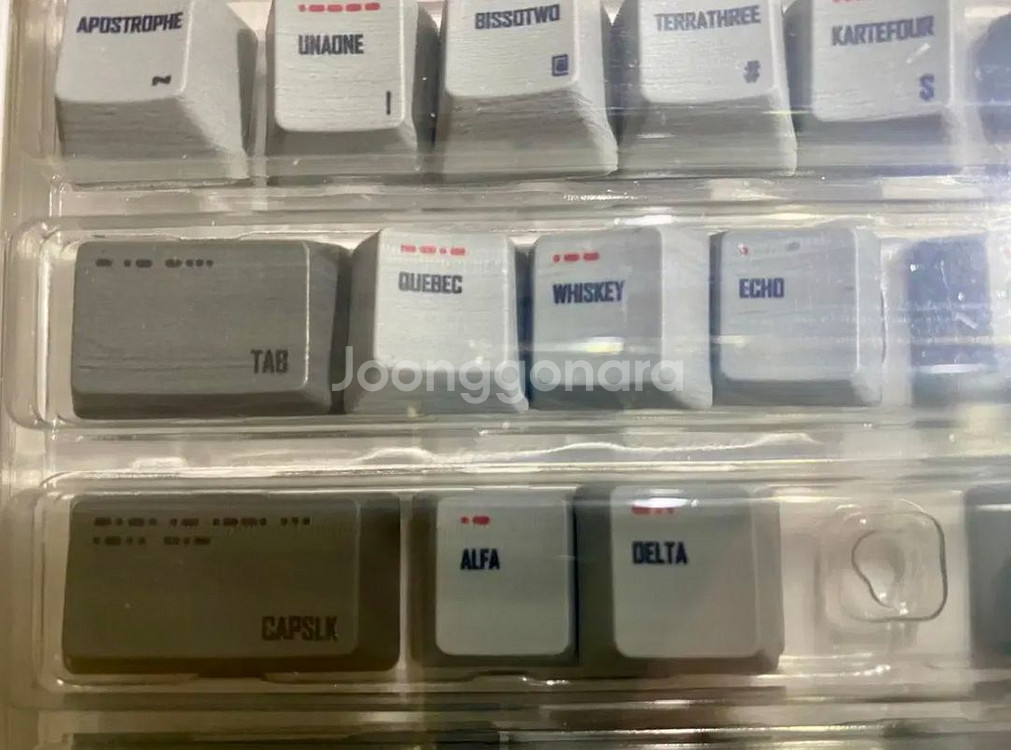 APOSTROPHE
~
UNAONE
|
BISSOTWO
TERRATHREE
#
KARTEFOUR
$
TAB
QUEBEC
WHISKEY
ECHO
Joonggonara
CAPSLK
ALFA
DELTA